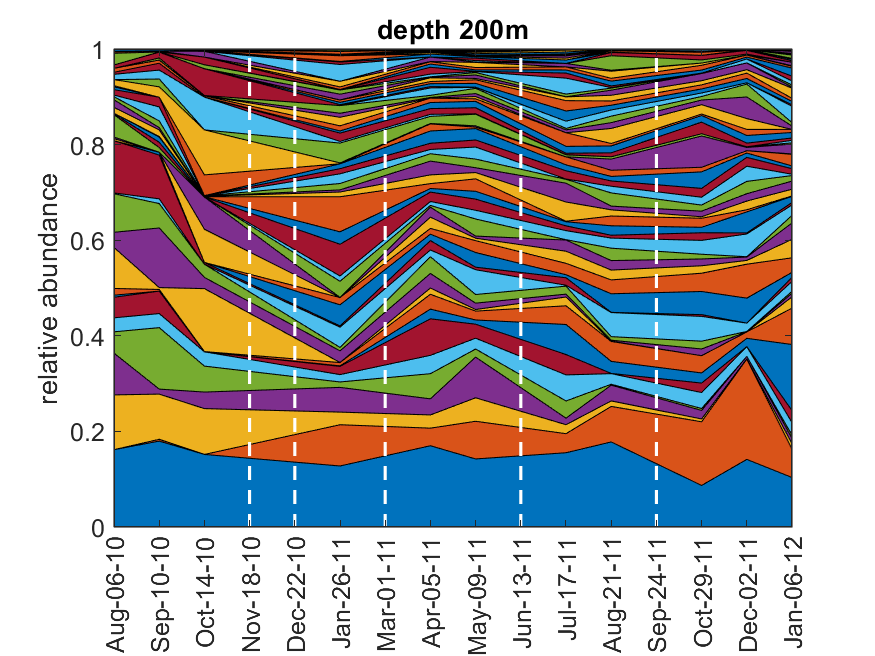 depth 200m
relative abundance
1
0.8
0.6
0.4
0.2
0
Aug-06-10
Sep-10-10
Oct-14-10
Nov-18-10
Dec-22-10
Jan-26-11
Mar-01-11
Apr-05-11
May-09-11
Jun-13-11
Jul-17-11
Aug-21-11
Sep-24-11
Oct-29-11
Dec-02-11
Jan-06-12